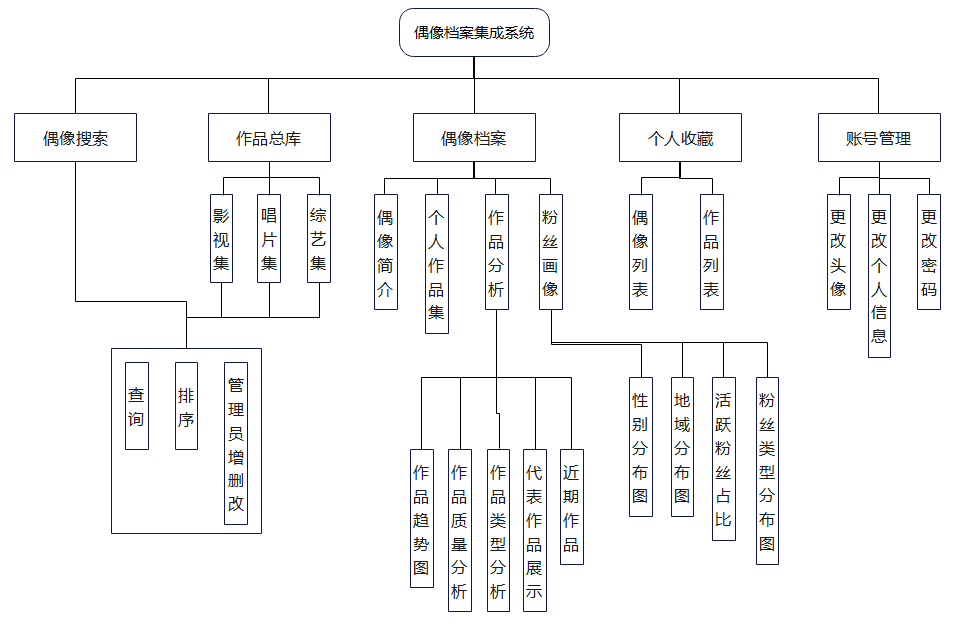 偶像档案集成系统
偶像搜索
作品总库
偶像档案
个人收藏
账号管理
影视集
唱片集
综艺集
偶像简介
个人作品集
作品分析
粉丝画像
偶像列表
作品列表
更改头像
更改个人信息
更改密码
查询
排序
管理员增删改
性别分布图
地域分布图
活跃粉丝占比
粉丝类型分布图
作品趋势图
作品质量分析
作品类型分析
代表作品展示
近期作品